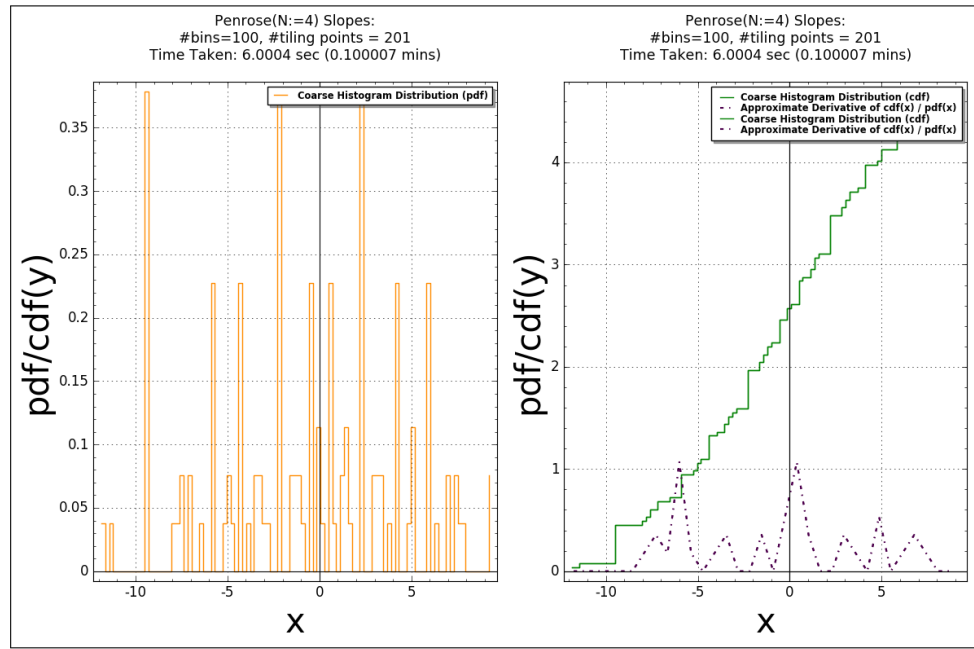 Penrose(N:=4) Slopes:
#bins=100, #tiling points = 201
Time Taken: 6.0004 sec (0.100007 mins)
Coarse Histogram Distribution (pdf)
0.35
0.3
0.25
0.2
0.15
0.1
0.05
0
pdf/cdf(y)
-10
-5
0
5
x
Penrose(N:=4) Slopes:
#bins=100, #tiling points = 201
Time Taken: 6.0004 sec (0.100007 mins)
Coarse Histogram Distribution (cdf)
Approximate Derivative of cdf(x) / pdf(x)
Coarse Histogram Distribution (cdf)
Approximate Derivative of cdf(x) / pdf(x)
4
3
2
1
0
pdf/cdf(y)
-10
-5
0
5
x